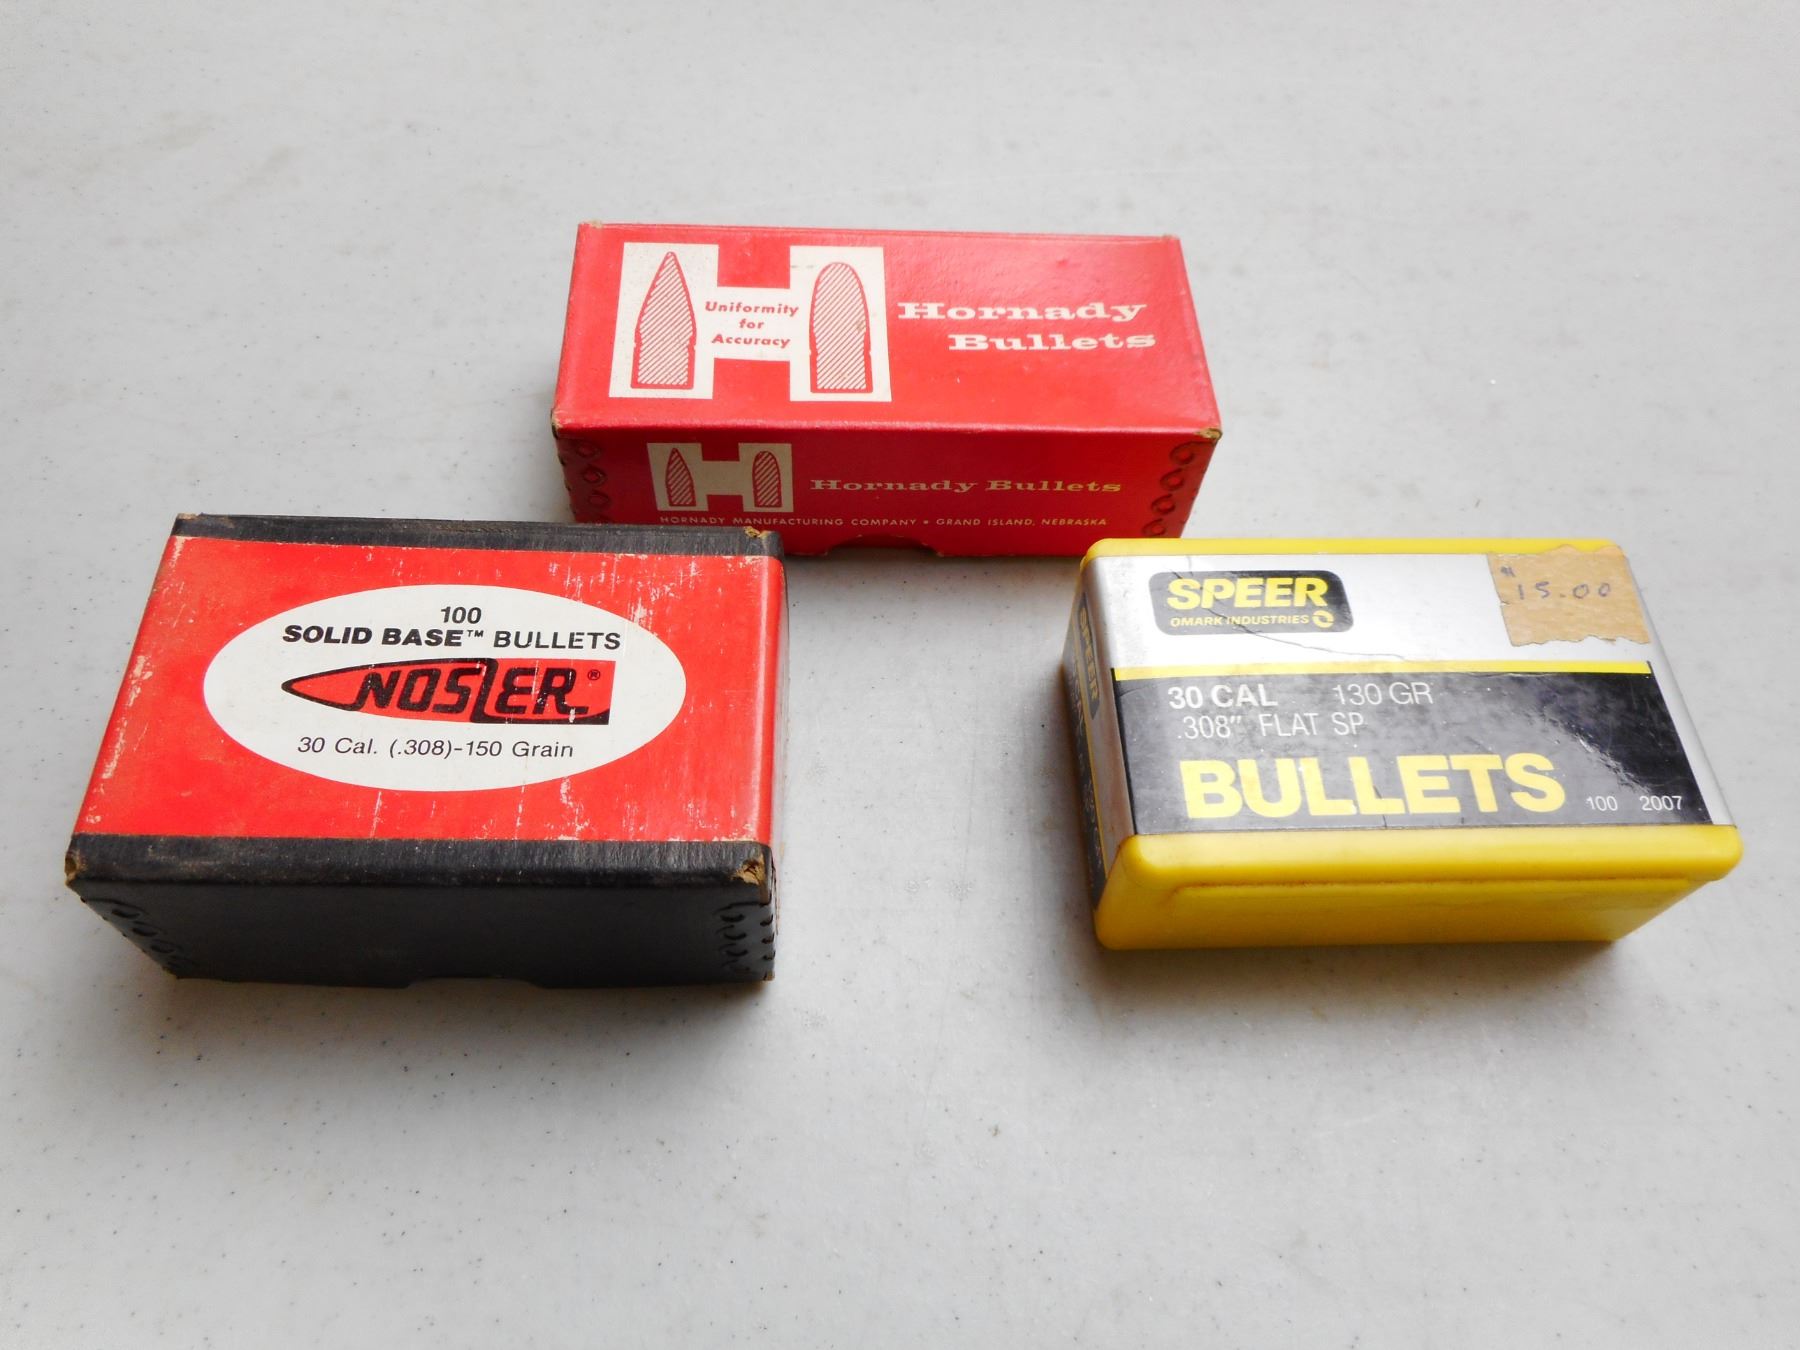 Uniformity
for
Accuracy
Hornady
Bullets
Hornady Bullets
HORNADY MANUFACTURING COMPANY • GRAND ISLAND, NEBRASKA
100
SOLID BASE™ BULLETS
NOSLER®
30 Cal. (.308)-150 Grain
SPEER
OMARK INDUSTRIES
$15.00
30 CAL 130 GR
.308" FLAT SP
BULLETS
100 2007
SPEER